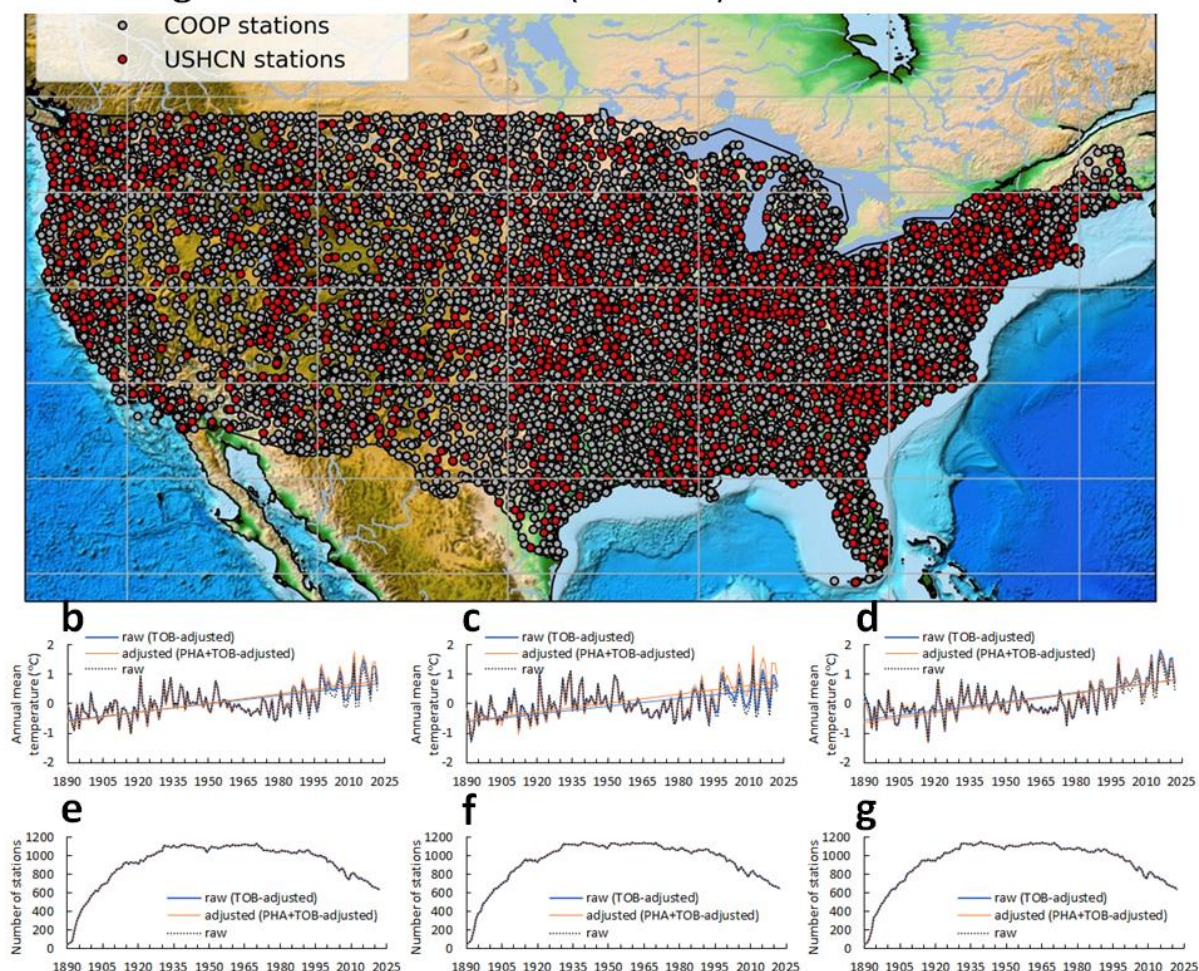 COOP stations
USHCN stations
b
c
d
raw (TOB-adjusted)
adjusted (PHA+TOB-adjusted)
raw
raw (TOB-adjusted)
adjusted (PHA+TOB-adjusted)
raw
raw (TOB-adjusted)
adjusted (PHA+TOB-adjusted)
raw
Annual mean
temperature (°C)
Annual mean
temperature (°C)
Annual mean
temperature (°C)
2
1
0
-1
-2
2
1
0
-1
-2
2
1
0
-1
-2
1890 1905 1920 1935 1950 1965 1980 1995 2010 2025
1890 1905 1920 1935 1950 1965 1980 1995 2010 2025
1890 1905 1920 1935 1950 1965 1980 1995 2010 2025
e
f
g
Number of stations
Number of stations
Number of stations
1200
1000
800
600
400
200
0
1200
1000
800
600
400
200
0
1200
1000
800
600
400
200
0
raw (TOB-adjusted)
adjusted (PHA+TOB-adjusted)
raw
raw (TOB-adjusted)
adjusted (PHA+TOB-adjusted)
raw
raw (TOB-adjusted)
adjusted (PHA+TOB-adjusted)
raw
1890 1905 1920 1935 1950 1965 1980 1995 2010 2025
1890 1905 1920 1935 1950 1965 1980 1995 2010 2025
1890 1905 1920 1935 1950 1965 1980 1995 2010 2025